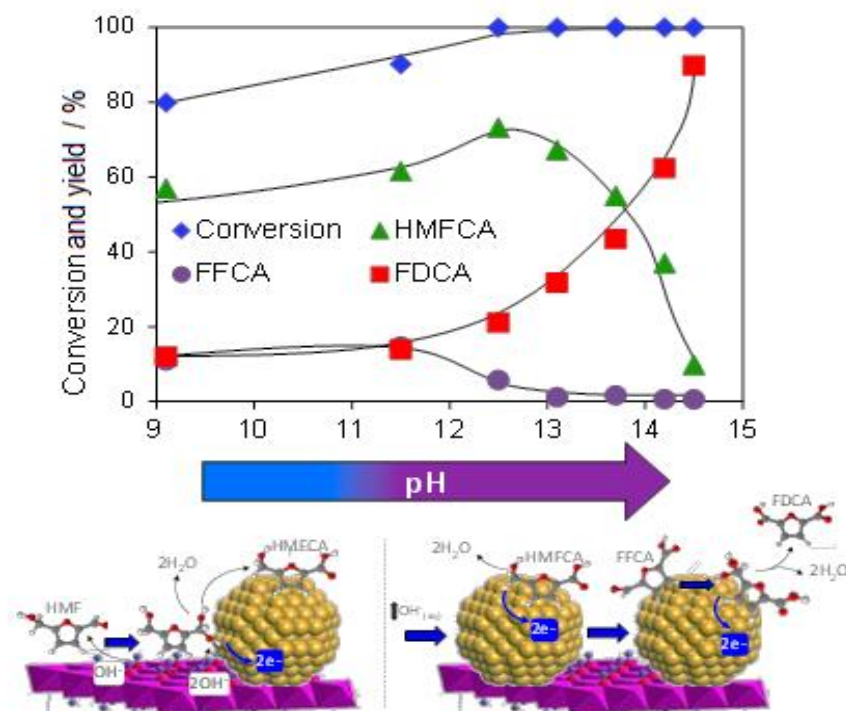 Conversion and yield / %
100
80
60
40
20
0
Conversion
HMFCA
FFCA
FDCA
9 10 11 12 13 14 15
pH
HMF
OH⁻
2H₂O
2OH⁻
2e-
HMFCA
2H₂O
HMFCA
2e-
FFCA
2e-
FDCA
2H₂O